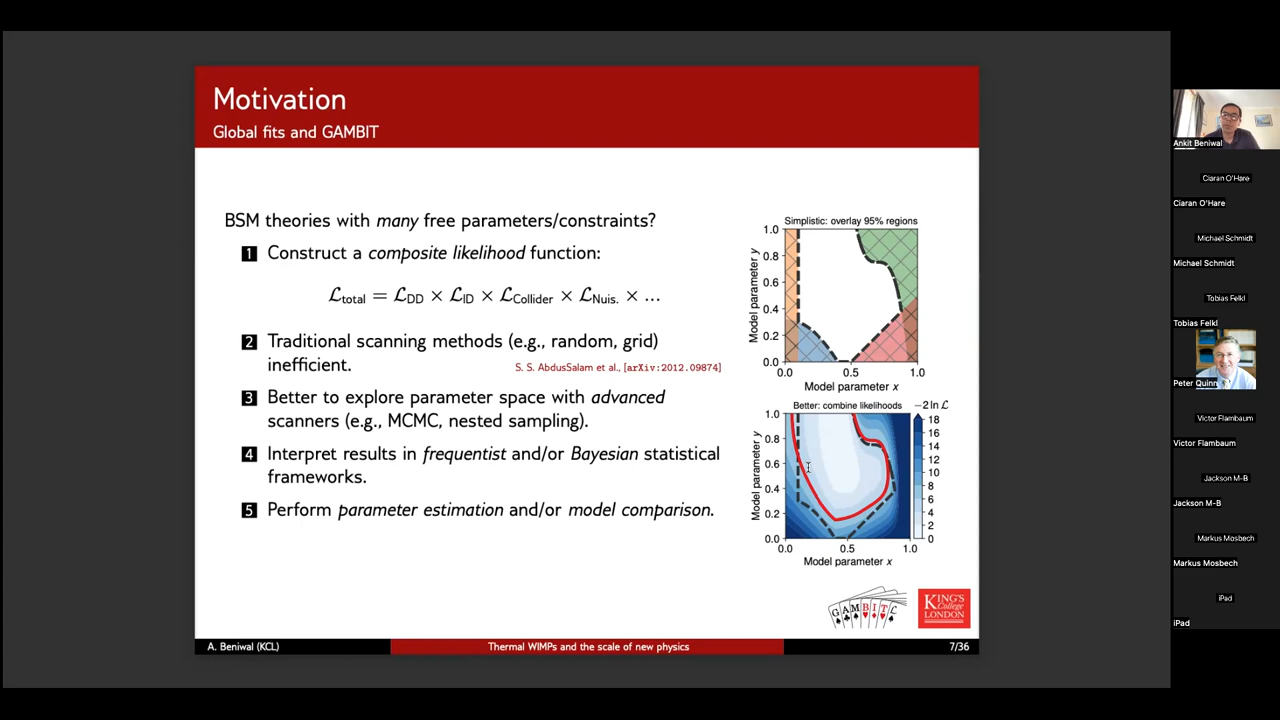 Motivation
Global fits and GAMBIT
BSM theories with many free parameters/constraints?
1 Construct a composite likelihood function:
ℒtotal = ℒDD × ℒID × ℒCollider × ℒNuis. × ...
2 Traditional scanning methods (e.g., random, grid)
inefficient.
S. S. AbdusSalam et al., [arXiv:2012.09874]
3 Better to explore parameter space with advanced
scanners (e.g., MCMC, nested sampling).
4 Interpret results in frequentist and/or Bayesian statistical
frameworks.
5 Perform parameter estimation and/or model comparison.
Simplistic: overlay 95% regions
Model parameter y
1.0
0.8
0.6
0.4
0.2
0.0
0.0 0.5 1.0
Model parameter x
Better: combine likelihoods
−2 ln ℒ
Model parameter y
1.0
0.8
0.6
0.4
0.2
0.0
0.0 0.5 1.0
Model parameter x
18
16
14
12
10
8
6
4
2
0
GAMBIT
KING'S
College
LONDON
A. Beniwal (KCL)
Thermal WIMPs and the scale of new physics
7/36
Ankit Beniwal
Ciaran O'Hare
Ciaran O'Hare
Michael Schmidt
Michael Schmidt
Tobias Felkl
Tobias Felkl
Peter Quinn
Victor Flambaum
Victor Flambaum
Jackson M-B
Jackson M-B
Markus Mosbech
Markus Mosbech
iPad
iPad